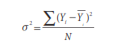 σ² = ∑(Yᵢ − Y̅)² / N